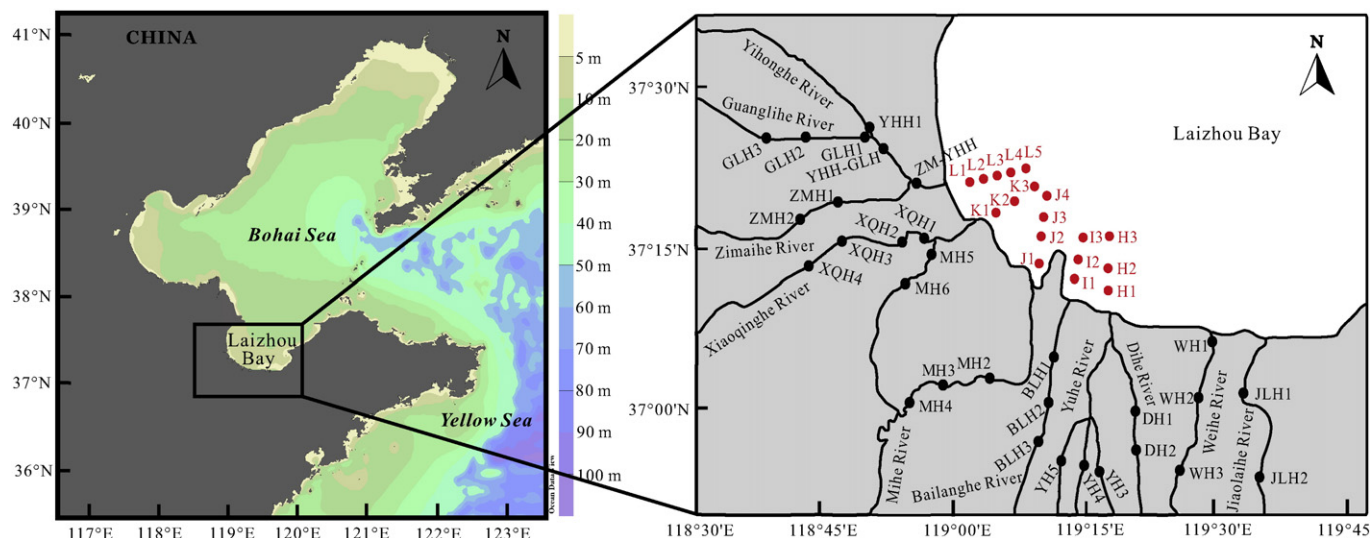 CHINA
N
Bohai Sea
Laizhou
Bay
Yellow Sea
41°N
40°N
39°N
38°N
37°N
36°N
117°E
118°E
119°E
120°E
121°E
122°E
123°E
5 m
10 m
20 m
30 m
40 m
50 m
60 m
70 m
80 m
90 m
100 m
Ocean Data View
N
Laizhou Bay
37°30'N
37°15'N
37°00'N
118°30'E
118°45'E
119°00'E
119°15'E
119°30'E
119°45'E
Yihonghe River
Guanglihe River
YHH1
GLH3
GLH2
GLH1
YHH-GLH
ZM-YHH
ZMH1
ZMH2
Zimaihe River
XQH1
XQH2
XQH3
XQH4
Xiaoqinghe River
MH5
MH6
MH3
MH2
MH4
Mihe River
L1
L2
L3
L4
L5
K1
K2
K3
J4
J3
J2
J1
I3
I2
I1
H3
H2
H1
BLH1
BLH2
BLH3
Bailanghe River
Yuhe River
YH5
YH4
YH3
Dihe River
DH1
DH2
WH1
WH2
WH3
Weihe River
JLH1
JLH2
Jiaolaihe River